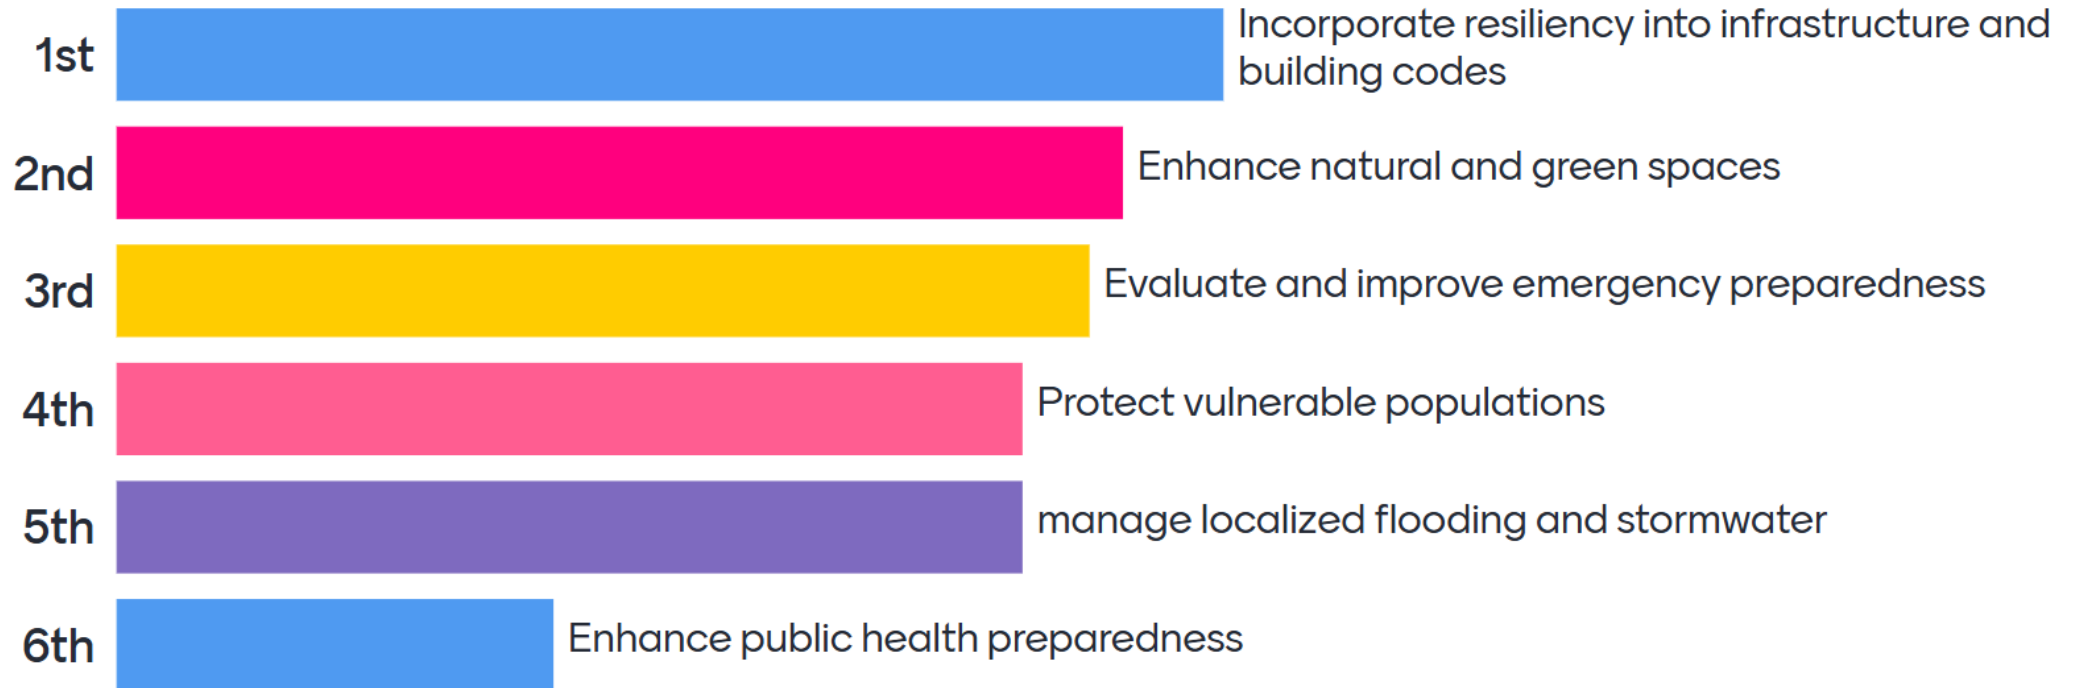 1st
Incorporate resiliency into infrastructure and
building codes
2nd
Enhance natural and green spaces
3rd
Evaluate and improve emergency preparedness
4th
Protect vulnerable populations
5th
manage localized flooding and stormwater
6th
Enhance public health preparedness